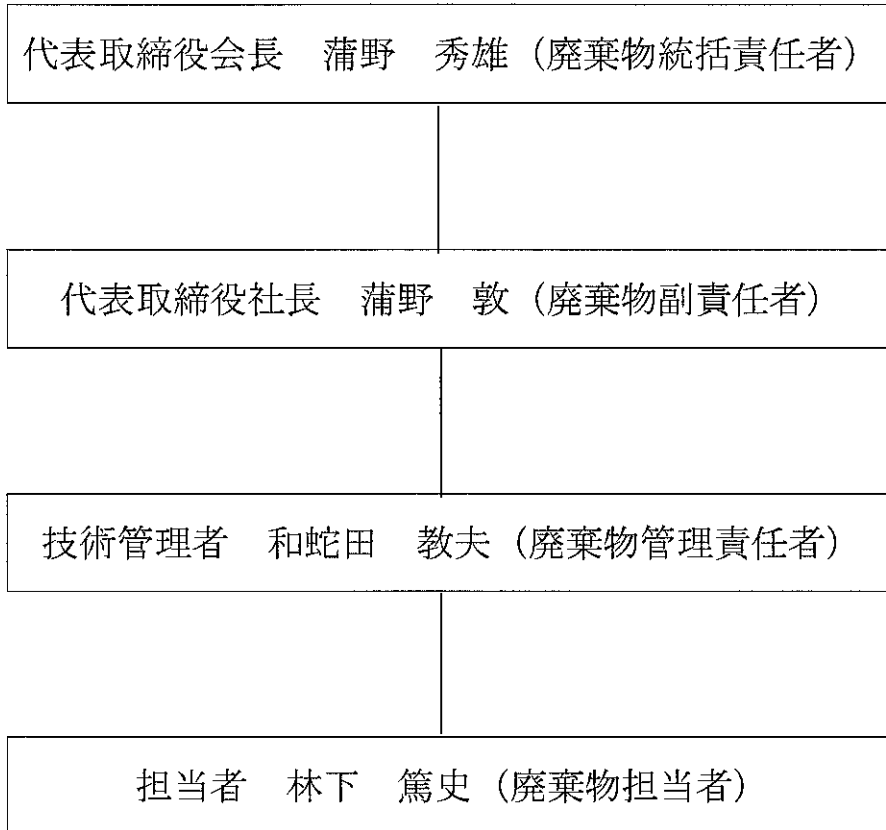 代表取締役会長　蒲野　秀雄（廃棄物統括責任者）
代表取締役社長　蒲野　敦（廃棄物副責任者）
技術管理者　和蛇田　教夫（廃棄物管理責任者）
担当者　林下　篤史（廃棄物担当者）